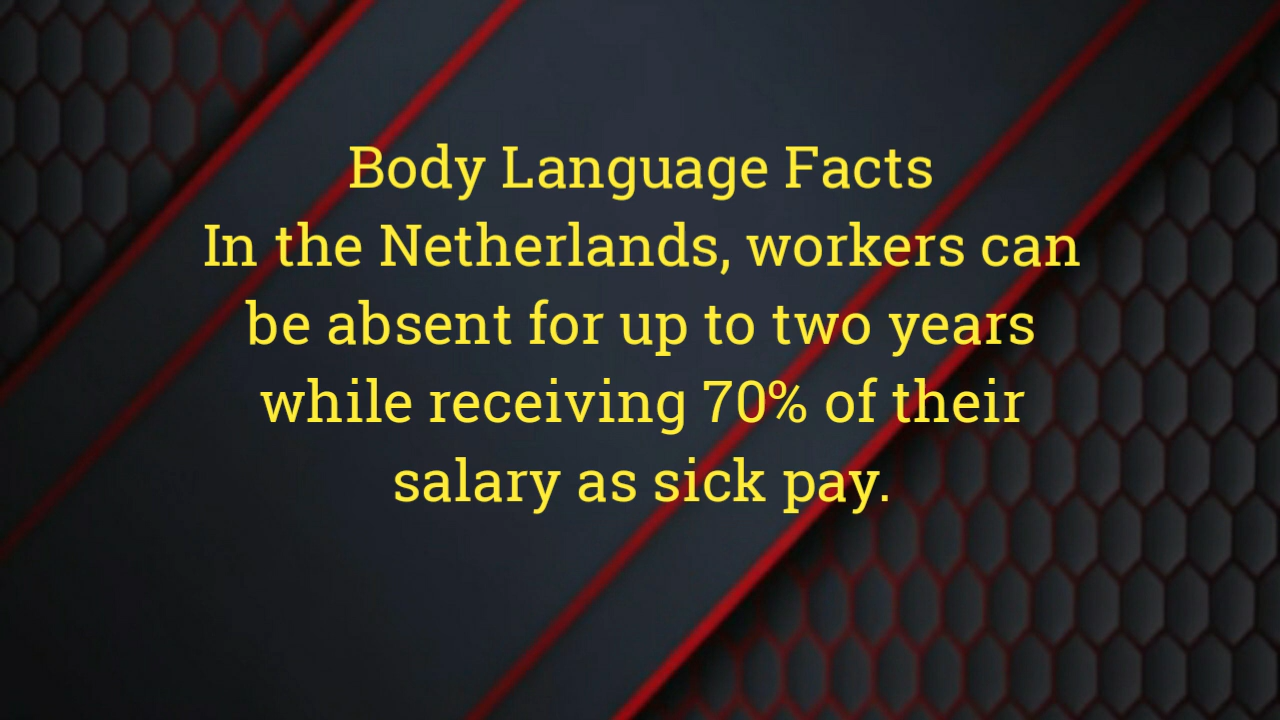 Body Language Facts
In the Netherlands, workers can
be absent for up to two years
while receiving 70% of their
salary as sick pay.